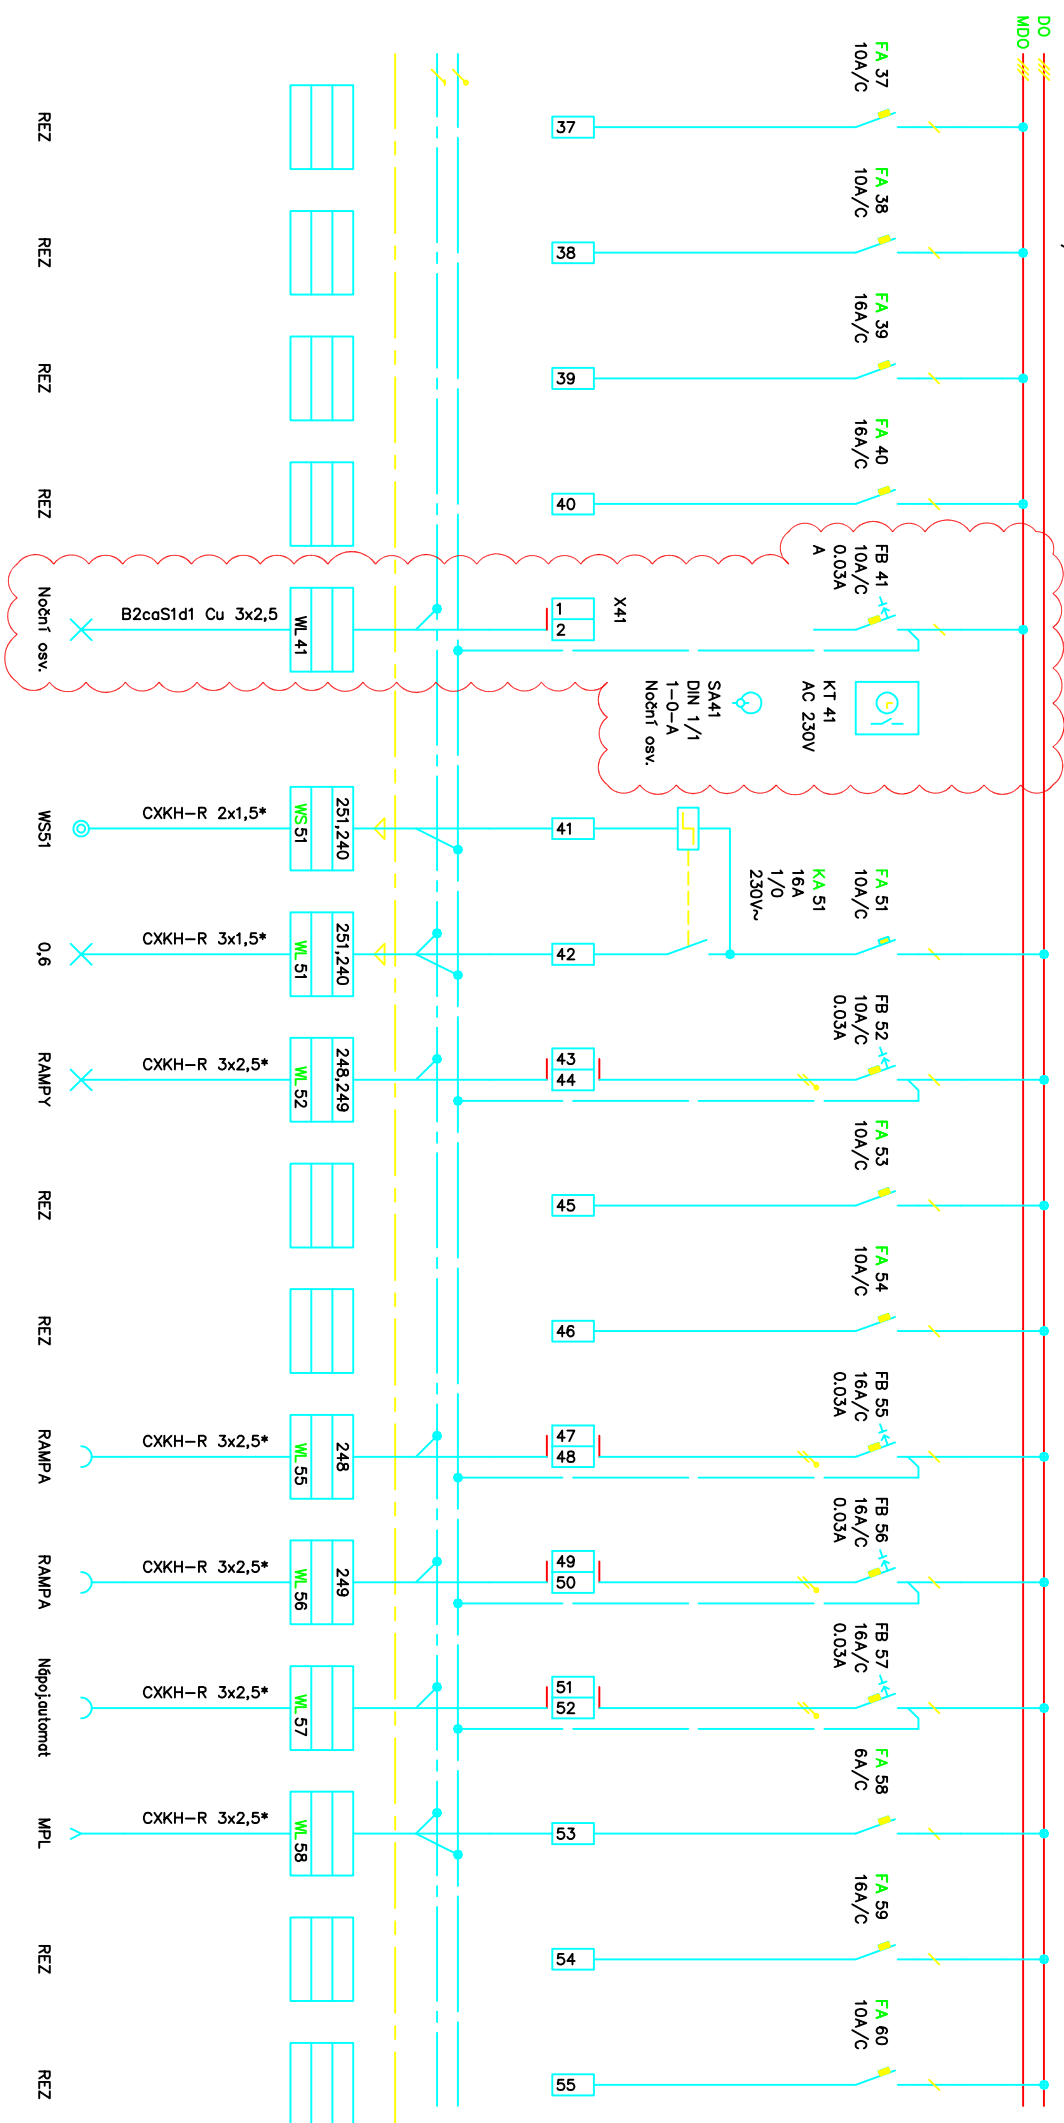 DO
MDO
FA 37
10A/C
37
REZ
FA 38
10A/C
38
REZ
FA 39
16A/C
39
REZ
FA 40
16A/C
40
REZ
FB 41
10A/C
0.03A
A
X41
1
2
WL 41
B2caS1d1 Cu 3x2,5
Noční osv.
KT 41
AC 230V
SA41
DIN 1/1
1-0-A
Noční osv.
41
251,240
WS 51
CXKH-R 2x1,5*
WS51
FA 51
10A/C
KA 51
16A
1/0
230V~
42
251,240
WL 51
CXKH-R 3x1,5*
0,6
FB 52
10A/C
0.03A
43
44
248,249
WL 52
CXKH-R 3x2,5*
RAMPY
FA 53
10A/C
45
REZ
FA 54
10A/C
46
REZ
FB 55
16A/C
0.03A
47
48
248
WL 55
CXKH-R 3x2,5*
RAMPA
FB 56
16A/C
0.03A
49
50
249
WL 56
CXKH-R 3x2,5*
RAMPA
FB 57
16A/C
0.03A
51
52
WL 57
CXKH-R 3x2,5*
Nápojautomat
FA 58
6A/C
53
WL 58
CXKH-R 3x2,5*
MPL
FA 59
16A/C
54
REZ
FA 60
10A/C
55
REZ